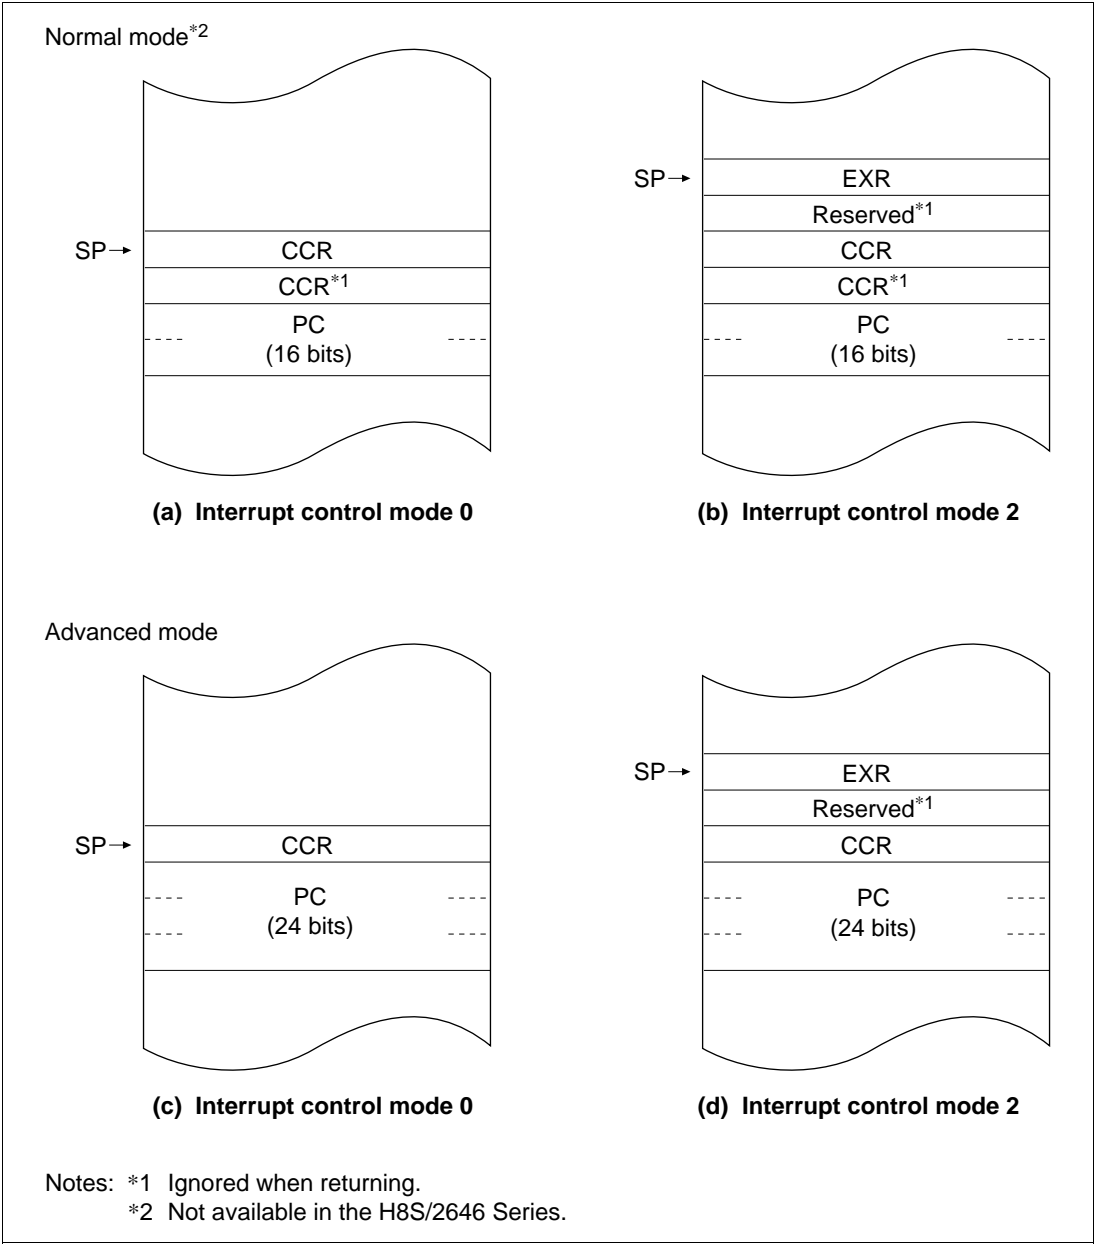 Normal mode*2
SP
CCR
CCR*1
PC
(16 bits)
(a) Interrupt control mode 0
SP
EXR
Reserved*1
CCR
CCR*1
PC
(16 bits)
(b) Interrupt control mode 2
Advanced mode
SP
CCR
PC
(24 bits)
(c) Interrupt control mode 0
SP
EXR
Reserved*1
CCR
PC
(24 bits)
(d) Interrupt control mode 2
Notes: *1 Ignored when returning.
*2 Not available in the H8S/2646 Series.